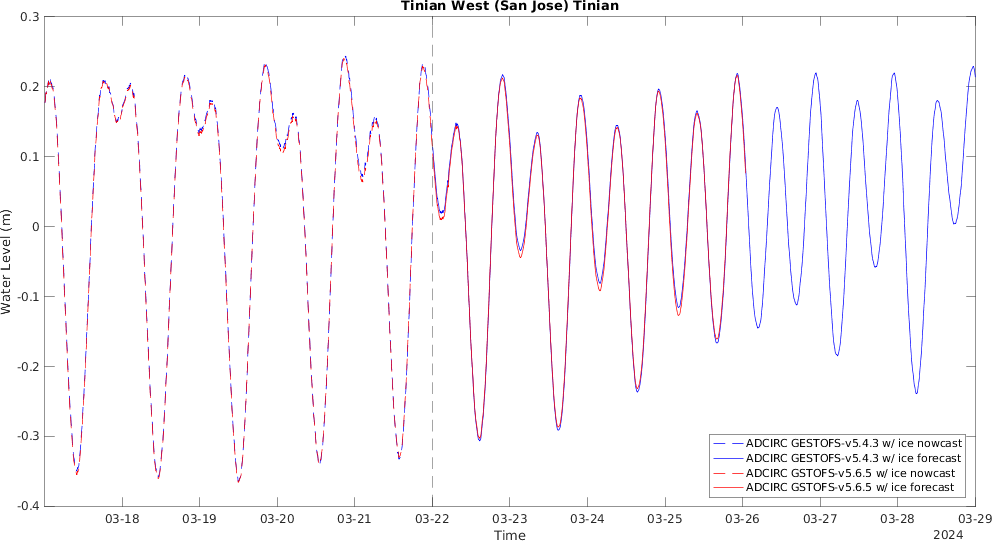 Tinian West (San Jose) Tinian
0.3
0.2
0.1
0
-0.1
-0.2
-0.3
-0.4
Water Level (m)
ADCIRC GESTOFS-v5.4.3 w/ ice nowcast
ADCIRC GESTOFS-v5.4.3 w/ ice forecast
ADCIRC GSTOFS-v5.6.5 w/ ice nowcast
ADCIRC GSTOFS-v5.6.5 w/ ice forecast
03-18 03-19 03-20 03-21 03-22 03-23 03-24 03-25 03-26 03-27 03-28 03-29
Time
2024